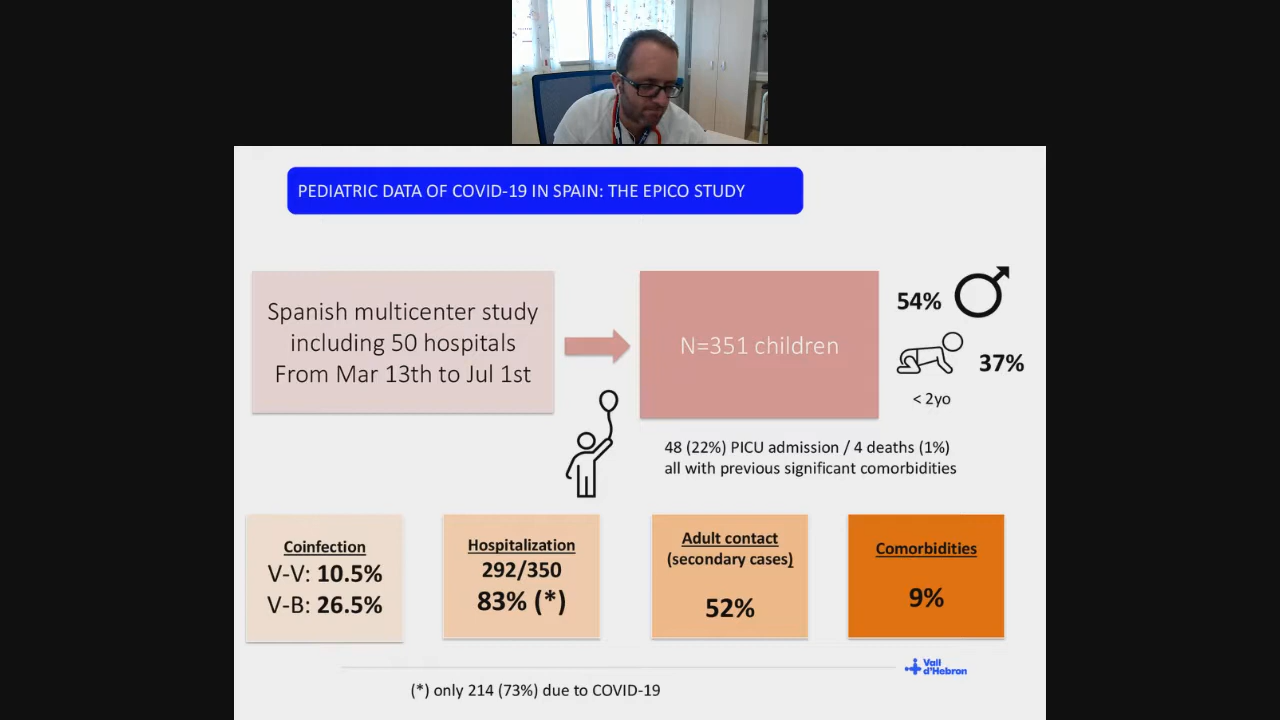 PEDIATRIC DATA OF COVID-19 IN SPAIN: THE EPICO STUDY
Spanish multicenter study
including 50 hospitals
From Mar 13th to Jul 1st
N=351 children
54%
37%
< 2yo
48 (22%) PICU admission / 4 deaths (1%)
all with previous significant comorbidities
Coinfection
V-V: 10.5%
V-B: 26.5%
Hospitalization
292/350
83% (*)
Adult contact
(secondary cases)
52%
Comorbidities
9%
Vall
d'Hebron
(*) only 214 (73%) due to COVID-19